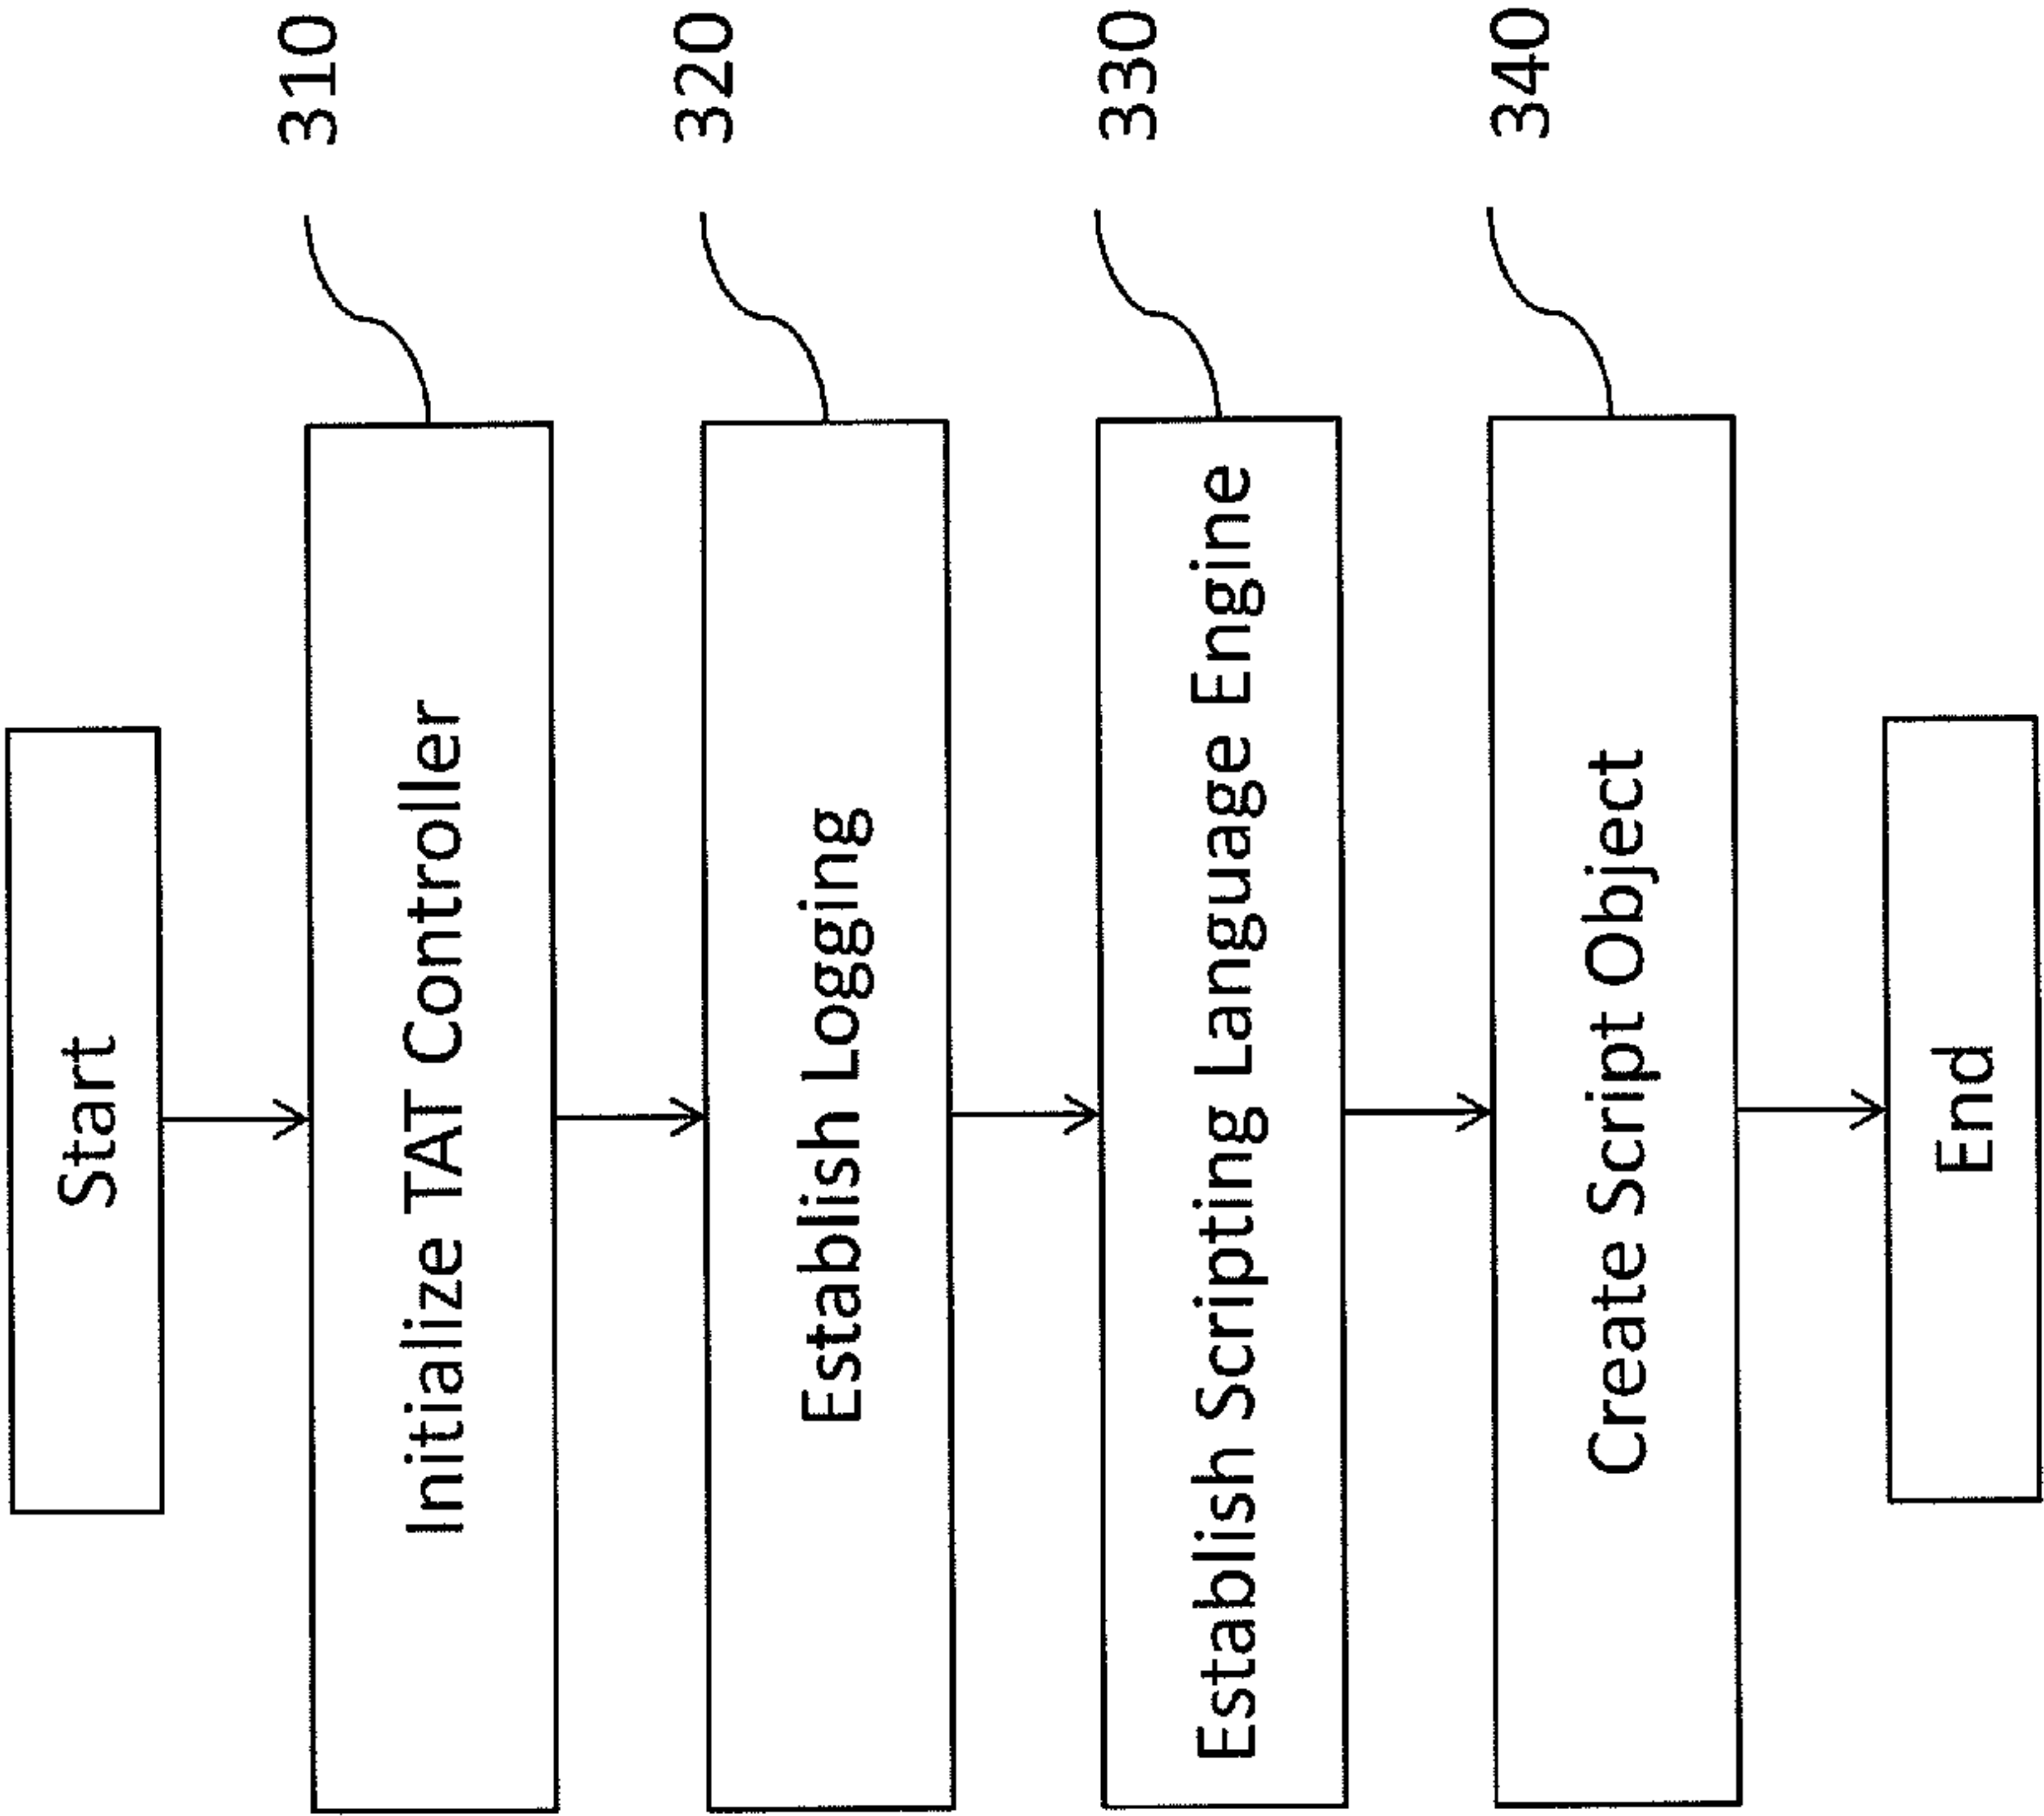 Start
Initialize TAT Controller
310
Establish Logging
320
Establish Scripting Language Engine
330
Create Script Object
340
End